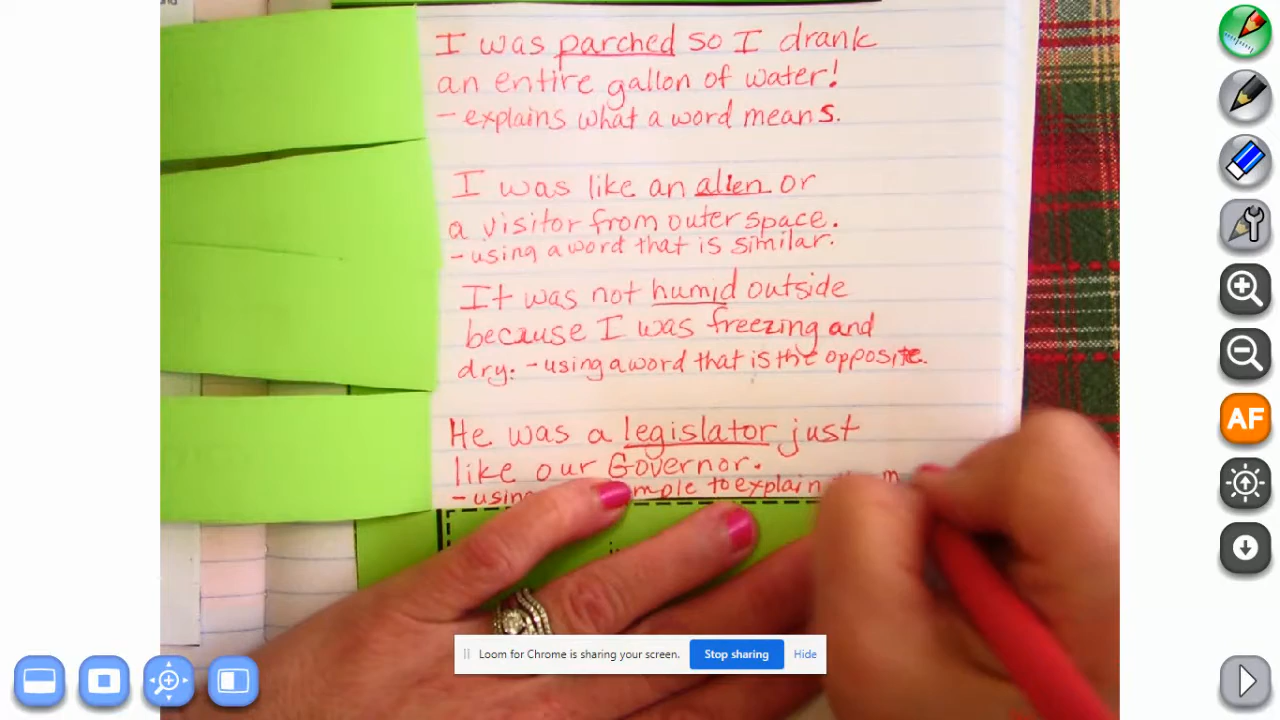 I was parched so I drank
an entire gallon of water!
- explains what a word means.
I was like an alien or
a visitor from outer space.
- using a word that is similar.
It was not humid outside
because I was freezing and
dry. - using a word that is the opposite.
He was a legislator just
like our Governor.
- using to explain
AF
Loom for Chrome is sharing your screen.
Stop sharing
Hide